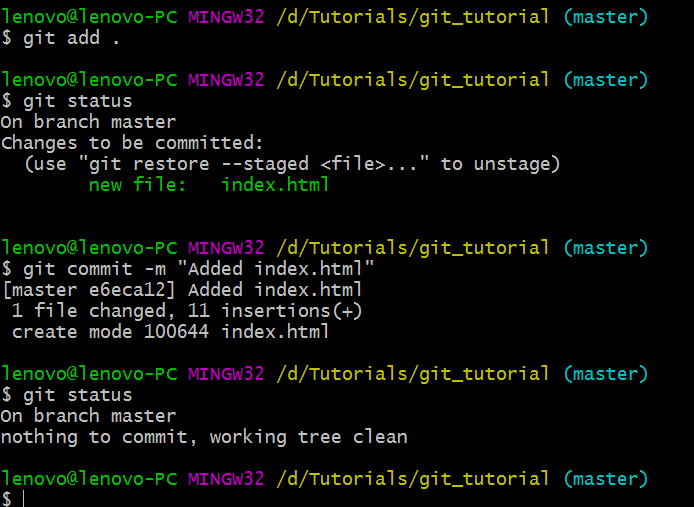 lenovo@lenovo-PC MINGW32 /d/Tutorials/git_tutorial (master)
$ git add .
lenovo@lenovo-PC MINGW32 /d/Tutorials/git_tutorial (master)
$ git status
On branch master
Changes to be committed:
  (use "git restore --staged <file>..." to unstage)
        new file:   index.html
lenovo@lenovo-PC MINGW32 /d/Tutorials/git_tutorial (master)
$ git commit -m "Added index.html"
[master e6eca12] Added index.html
 1 file changed, 11 insertions(+)
 create mode 100644 index.html
lenovo@lenovo-PC MINGW32 /d/Tutorials/git_tutorial (master)
$ git status
On branch master
nothing to commit, working tree clean
lenovo@lenovo-PC MINGW32 /d/Tutorials/git_tutorial (master)
$